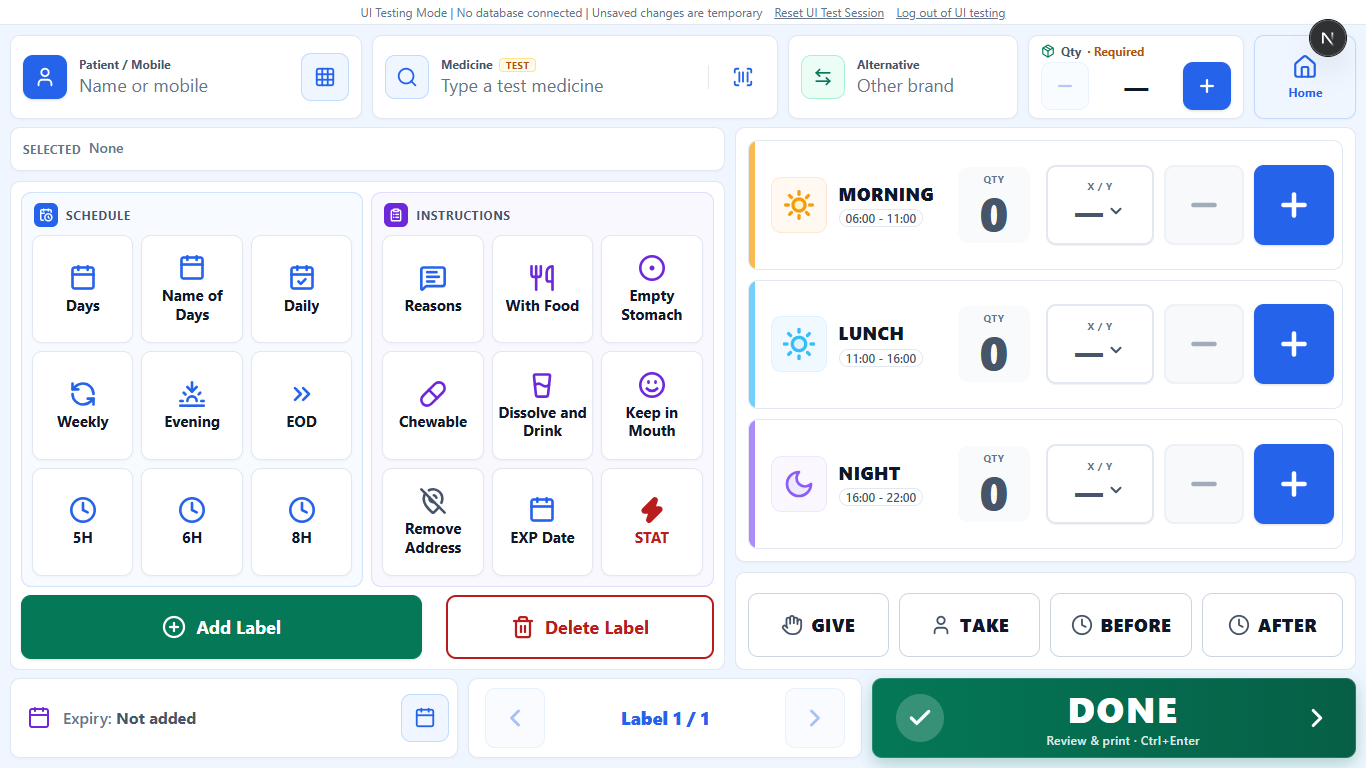 UI Testing Mode | No database connected | Unsaved changes are temporary Reset UI Test Session Log out of UI testing
Patient / Mobile
Name or mobile
Medicine TEST
Type a test medicine
Alternative
Other brand
Qty · Required
—
N
Home
SELECTED None
SCHEDULE
Days
Name of
Days
Daily
Weekly
Evening
EOD
5H
6H
8H
INSTRUCTIONS
Reasons
With Food
Empty
Stomach
Chewable
Dissolve and
Drink
Keep in
Mouth
Remove
Address
EXP Date
STAT
Add Label
Delete Label
MORNING
06:00 - 11:00
QTY
0
X / Y
—
LUNCH
11:00 - 16:00
QTY
0
X / Y
—
NIGHT
16:00 - 22:00
QTY
0
X / Y
—
GIVE
TAKE
BEFORE
AFTER
Expiry: Not added
Label 1 / 1
DONE
Review & print · Ctrl+Enter